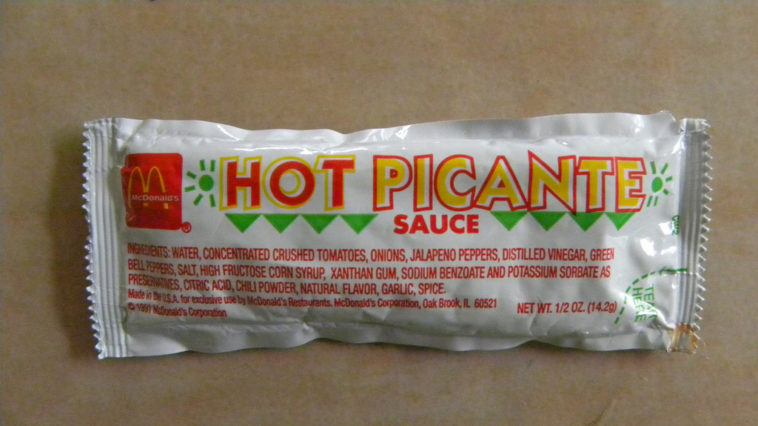 McDonald's
®
HOT PICANTE
SAUCE
INGREDIENTS: WATER, CONCENTRATED CRUSHED TOMATOES, ONIONS, JALAPENO PEPPERS, DISTILLED VINEGAR, GREEN
BELL PEPPERS, SALT, HIGH FRUCTOSE CORN SYRUP, XANTHAN GUM, SODIUM BENZOATE AND POTASSIUM SORBATE AS
PRESERVATIVES, CITRIC ACID, CHILI POWDER, NATURAL FLAVOR, GARLIC, SPICE.
Made in the U.S.A. for exclusive use by McDonald's Restaurants. McDonald's Corporation, Oak Brook, IL 60521
© McDonald's Corporation
NET WT. 1/2 OZ. (14.2g)
TEAR
HERE